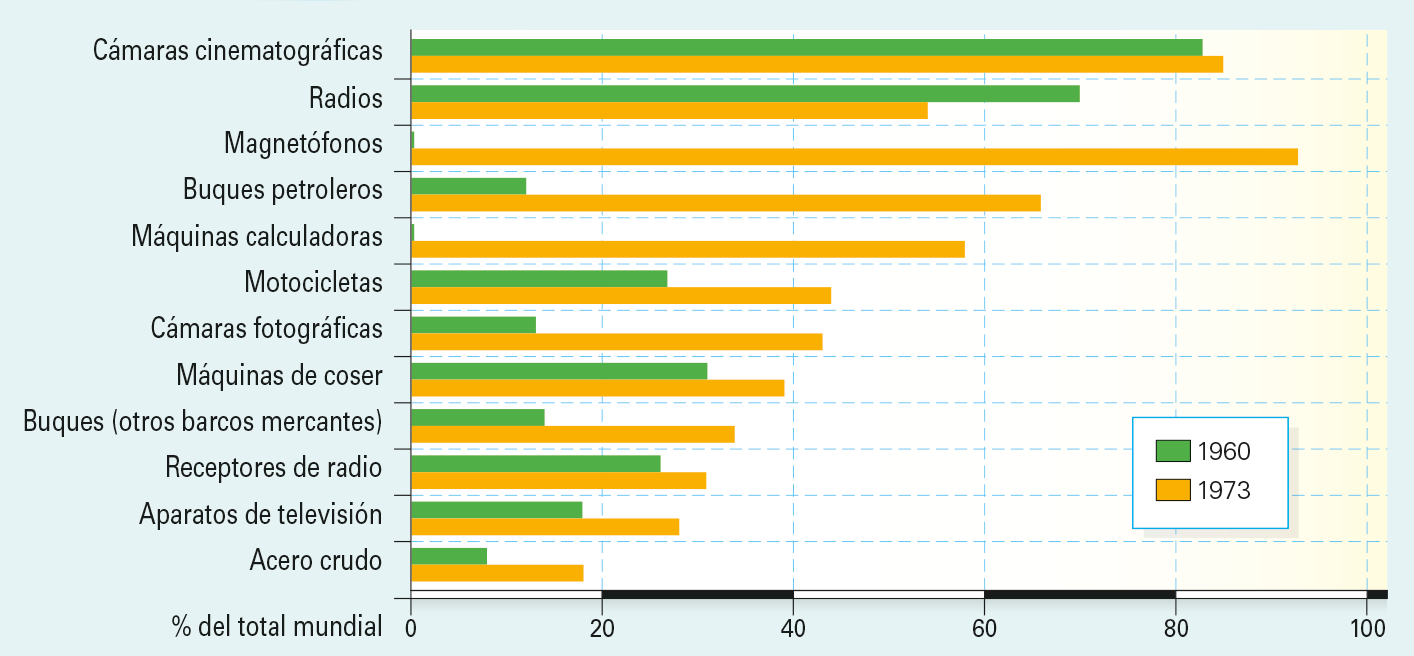 Cámaras cinematográficas
Radios
Magnetófonos
Buques petroleros
Máquinas calculadoras
Motocicletas
Cámaras fotográficas
Máquinas de coser
Buques (otros barcos mercantes)
Receptores de radio
Aparatos de televisión
Acero crudo
1960
1973
% del total mundial 0 20 40 60 80 100